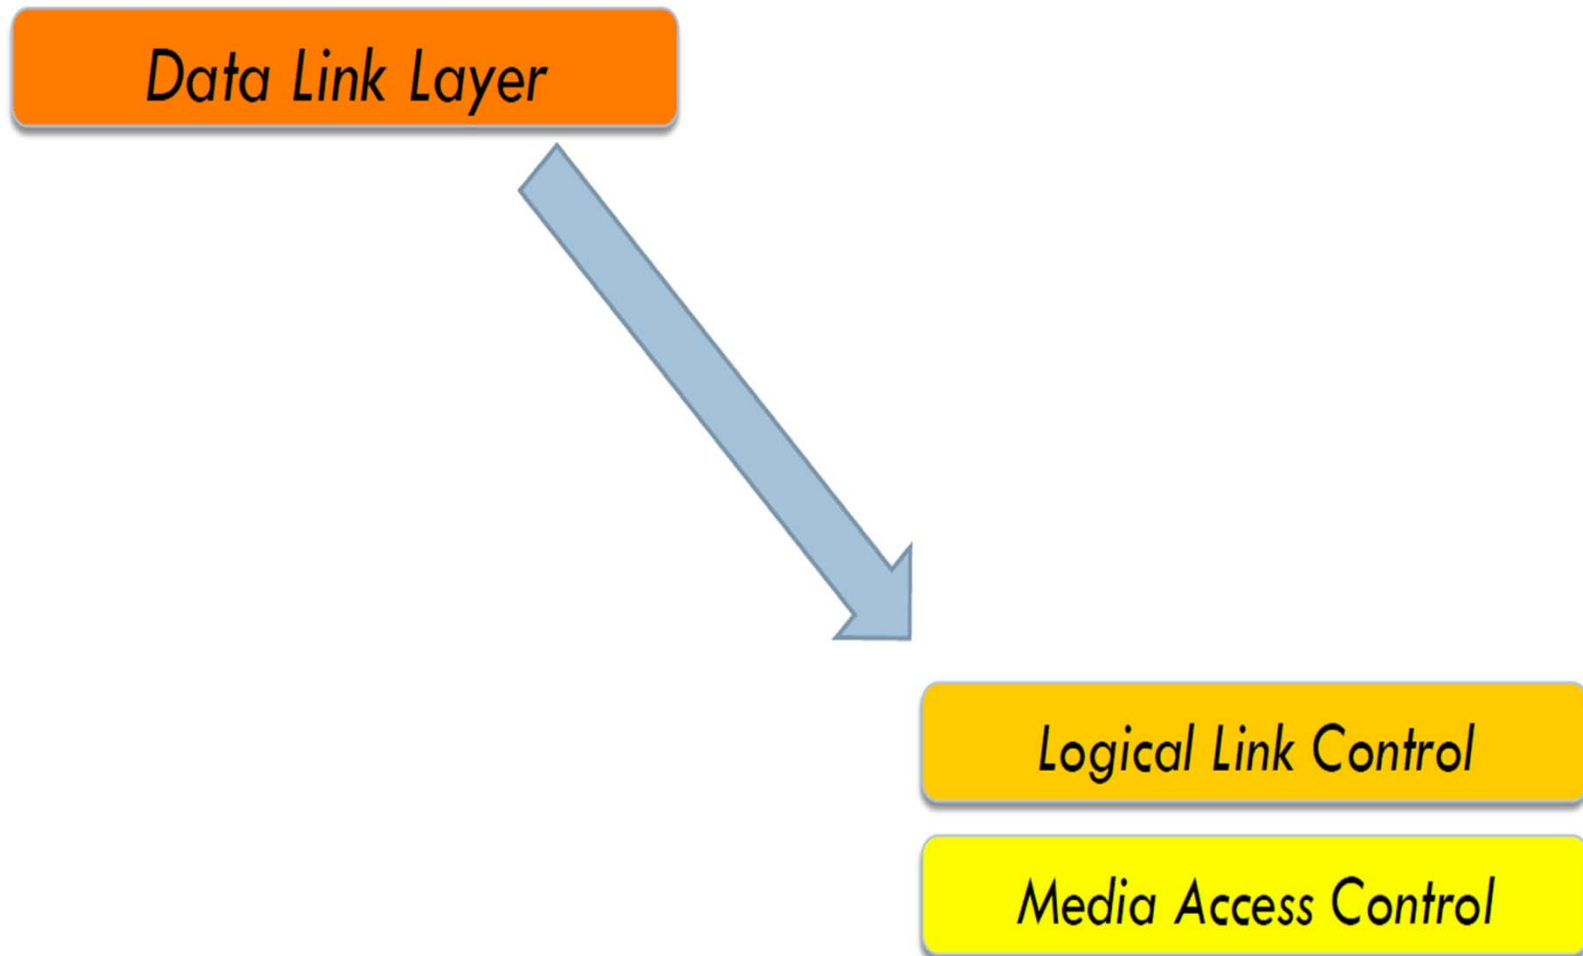 Data Link Layer
Logical Link Control
Media Access Control